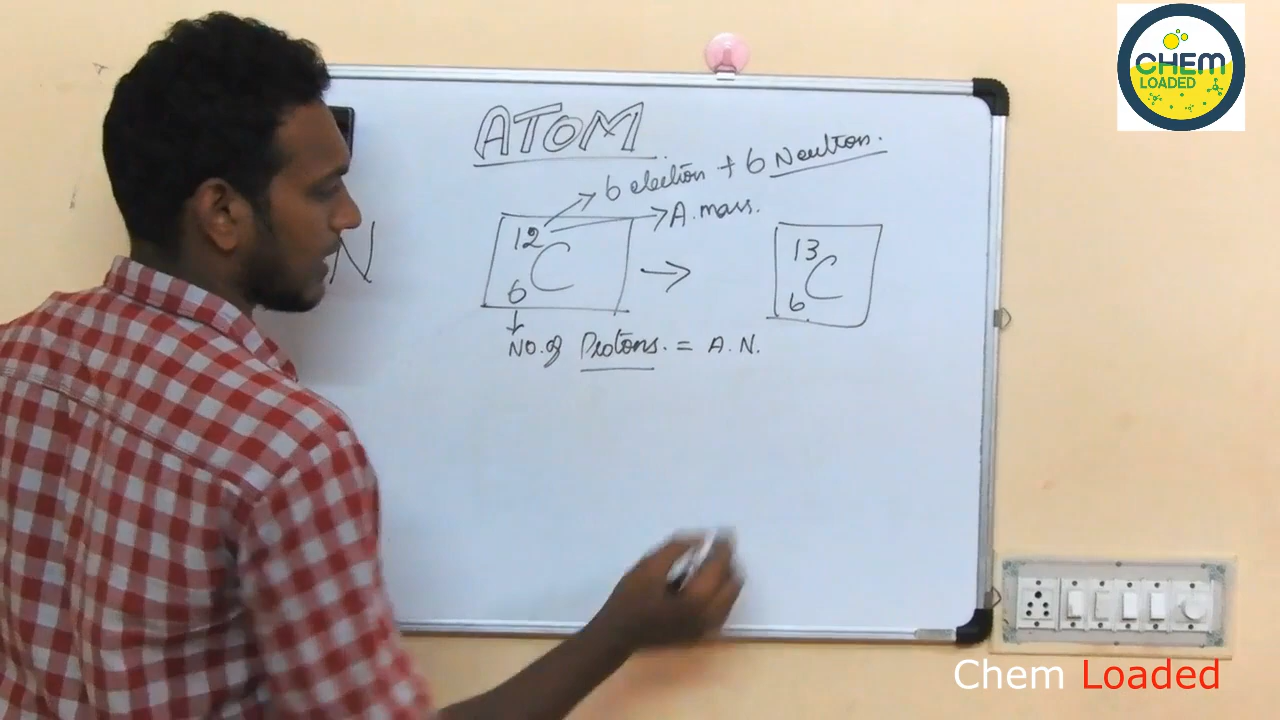 CHEM
LOADED
ATOM
6 election + 6 Neutron.
A.mass.
12
C
6
13
C
6
N
No.of Protons. = A.N.
Chem Loaded